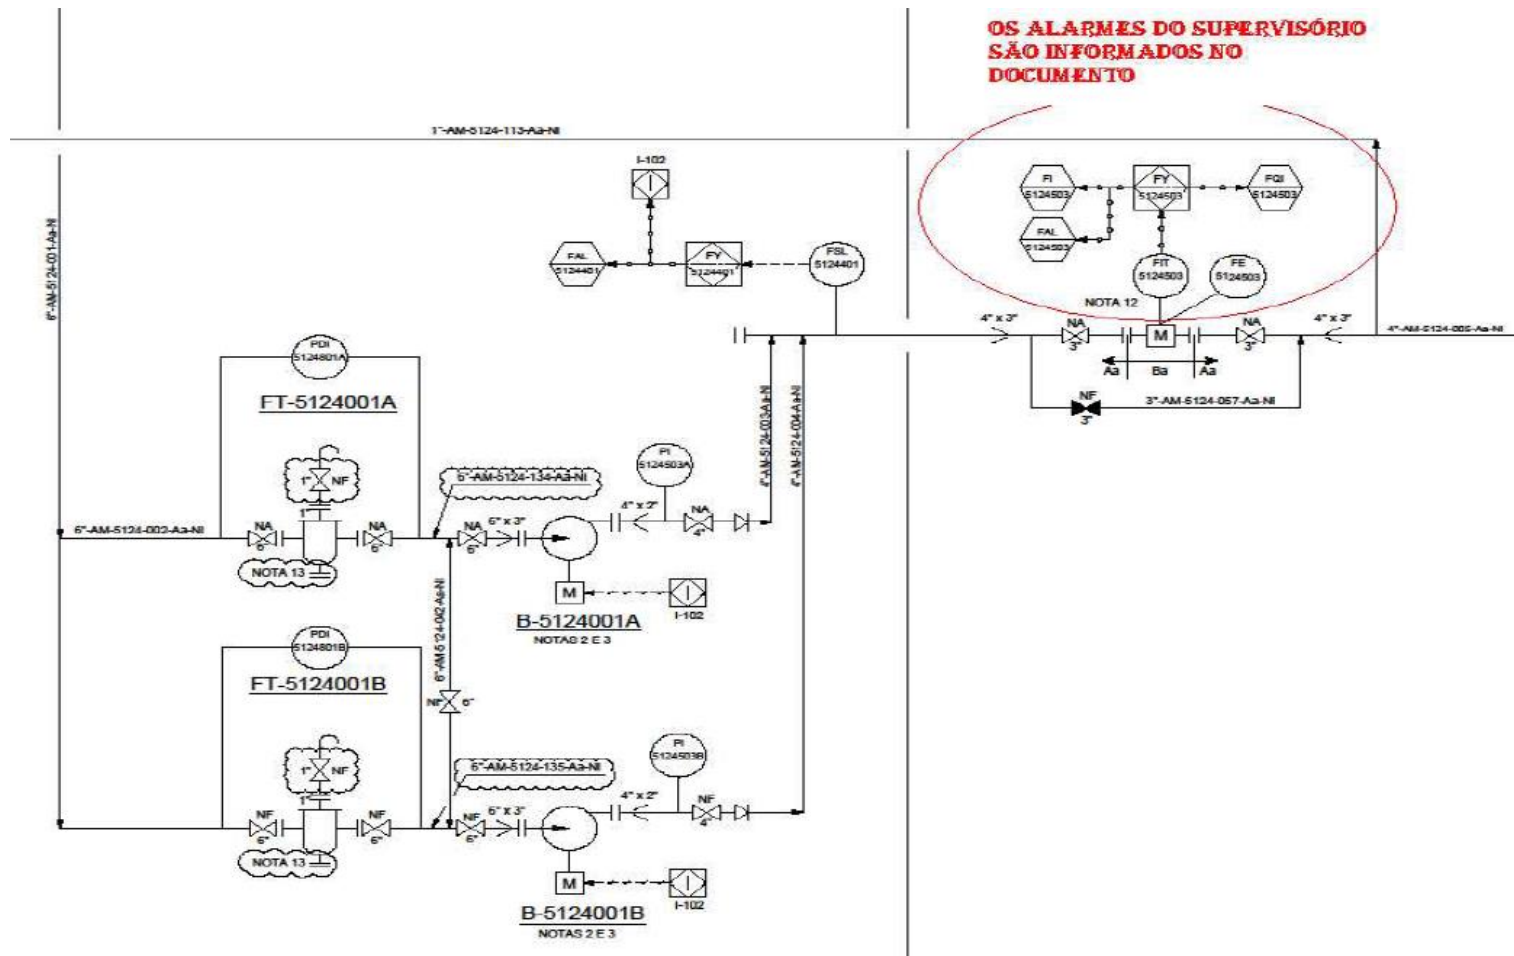 OS ALARMES DO SUPERVISÓRIO
SÃO INFORMADOS NO
DOCUMENTO
1"-AM-5124-113-Aa-NI
I-102
I
FI
5124503
FY
5124503
FQI
5124503
FAL
5124503
FAL
5124401
FY
5124401
FSL
5124401
FIT
5124503
FE
5124503
NOTA 12
6"-AM-5124-001-Aa-NI
4" x 3"
NA
3"
M
NA
3"
4" x 3"
4"-AM-5124-005-Aa-NI
Aa
Ba
Aa
NF
3"
3"-AM-5124-057-Aa-NI
PDI
5124801A
FT-5124001A
4"-AM-5124-003-Aa-NI
4"-AM-5124-004-Aa-NI
1"
NF
1"
6"-AM-5124-134-Aa-NI
PI
5124503A
6"-AM-5124-002-Aa-NI
NA
6"
NA
6"
NA
6"
6" x 3"
4" x 2"
NA
4"
NOTA 13
M
I
I-102
B-5124001A
NOTAS 2 E 3
6"-AM-5124-042-Aa-NI
PDI
5124801B
FT-5124001B
NF
6"
1"
NF
1"
6"-AM-5124-135-Aa-NI
PI
5124503B
NF
6"
NF
6"
NF
6"
6" x 3"
4" x 2"
NF
4"
NOTA 13
M
I
I-102
B-5124001B
NOTAS 2 E 3